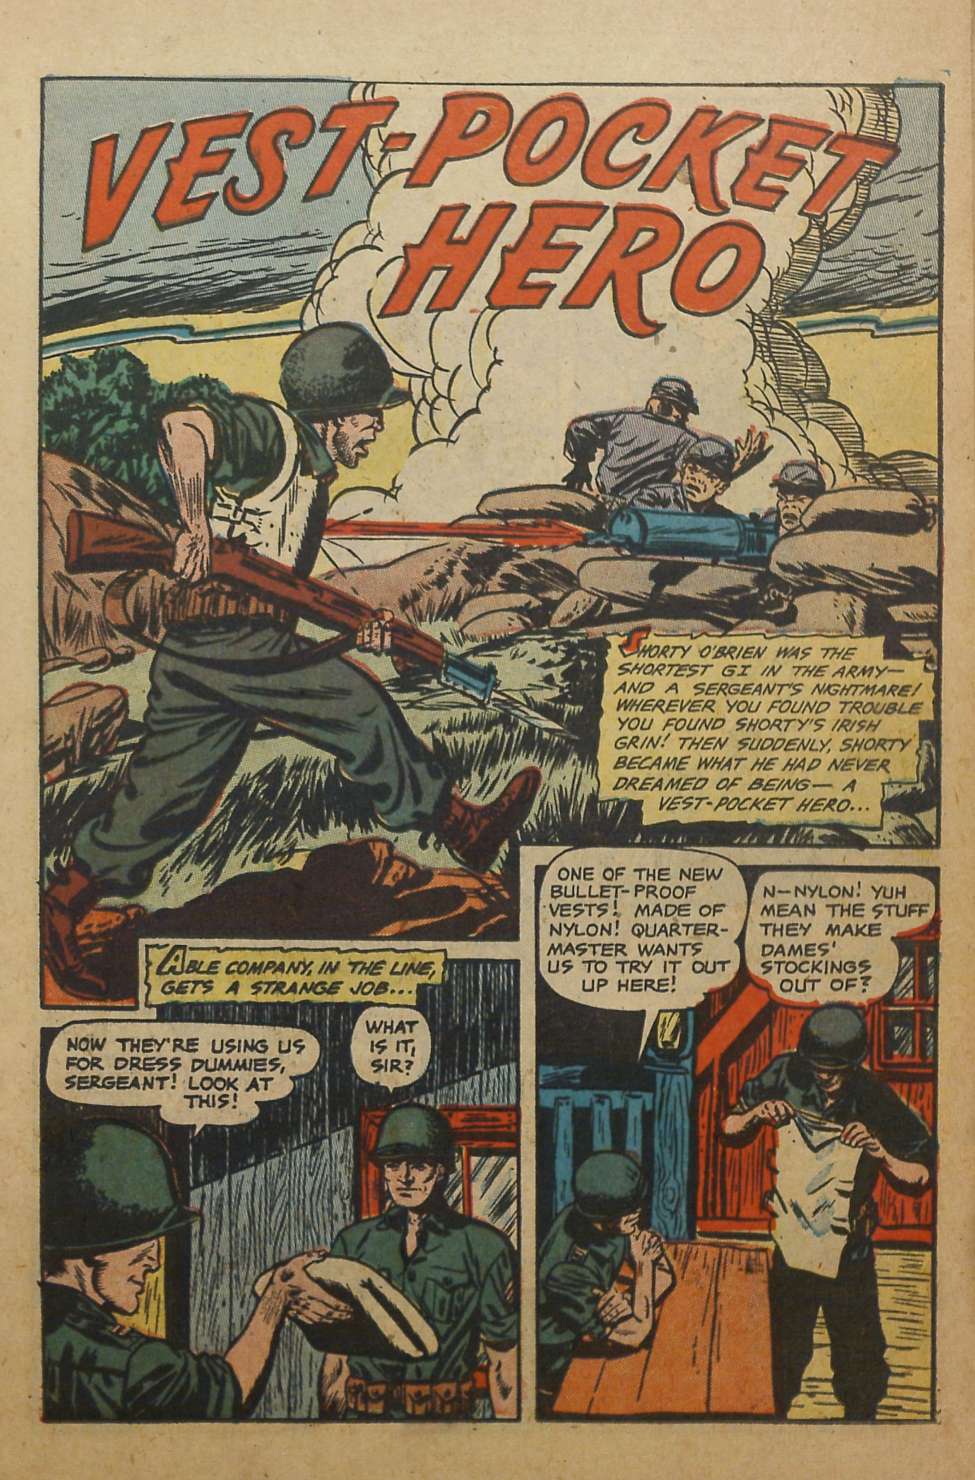 VEST-POCKET
HERO
SHORTY O'BRIEN WAS THE
SHORTEST GI IN THE ARMY—
AND A SERGEANT'S NIGHTMARE!
WHEREVER YOU FOUND TROUBLE
YOU FOUND SHORTY'S IRISH
GRIN! THEN SUDDENLY, SHORTY
BECAME WHAT HE HAD NEVER
DREAMED OF BEING— A
VEST-POCKET HERO...
ABLE COMPANY, IN THE LINE,
GETS A STRANGE JOB...
NOW THEY'RE USING US
FOR DRESS DUMMIES,
SERGEANT! LOOK AT
THIS!
WHAT
IS IT,
SIR?
ONE OF THE NEW
BULLET-PROOF
VESTS! MADE OF
NYLON! QUARTER-
MASTER WANTS
US TO TRY IT OUT
UP HERE!
N—NYLON! YUH
MEAN THE STUFF
THEY MAKE
DAMES'
STOCKINGS
OUT OF?